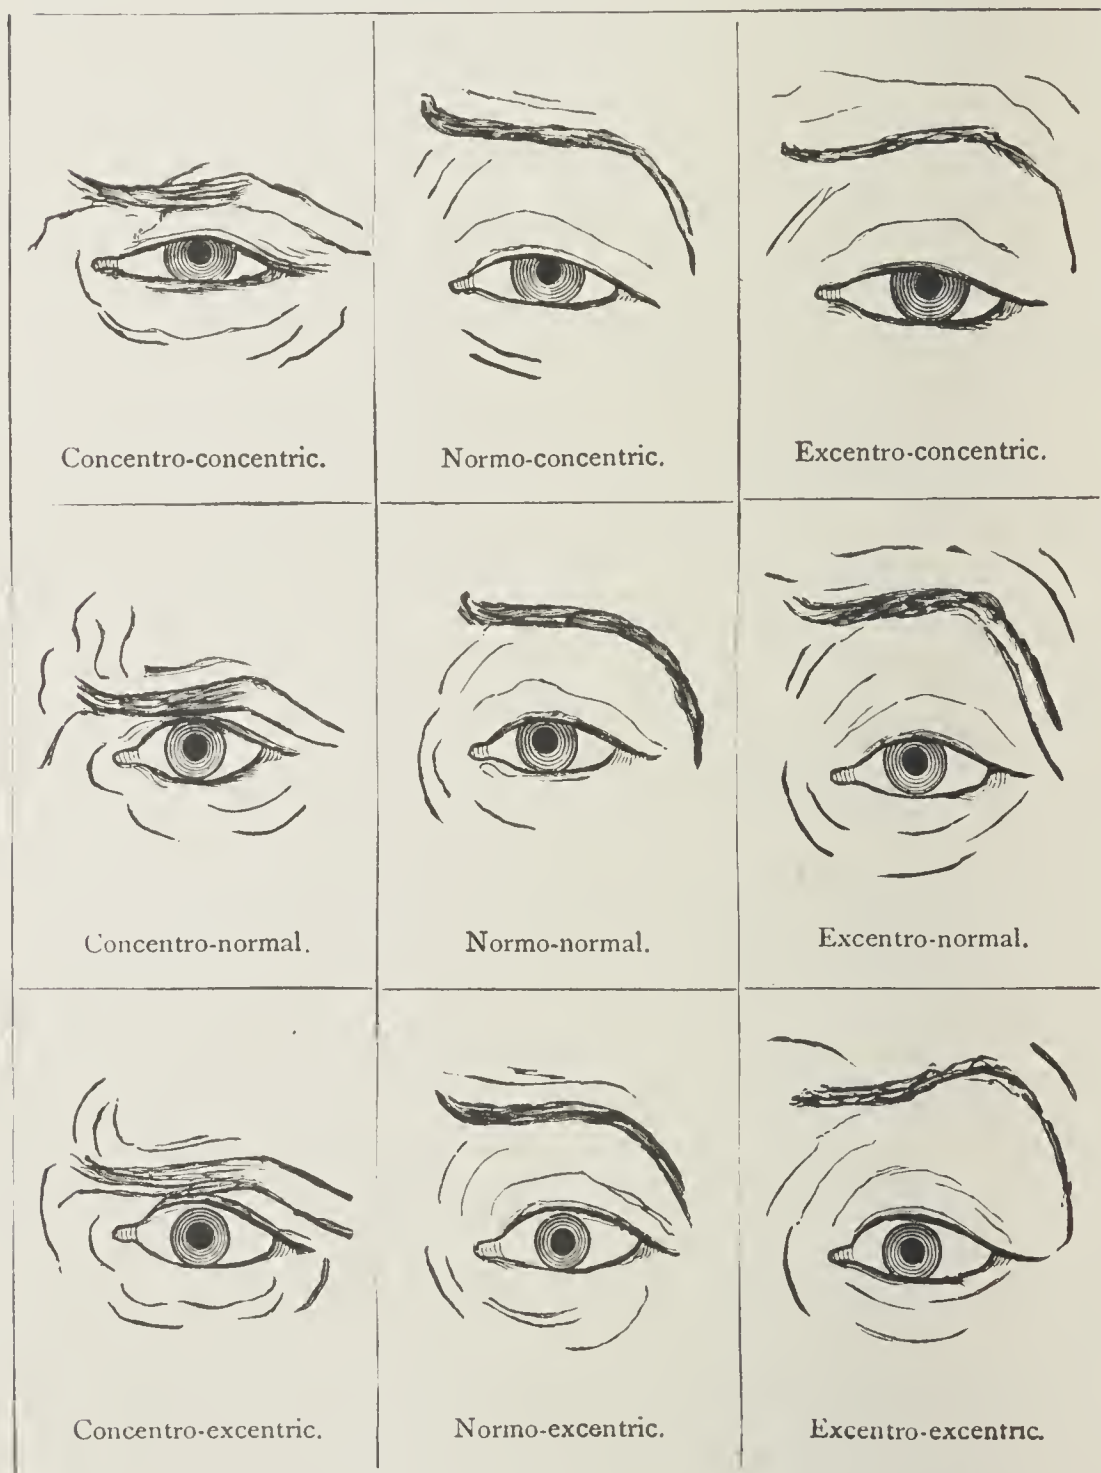 Concentro-concentric.
Normo-concentric.
Excentro-concentric.
Concentro-normal.
Normo-normal.
Excentro-normal.
Concentro-excentric.
Normo-excentric.
Excentro-excentric.